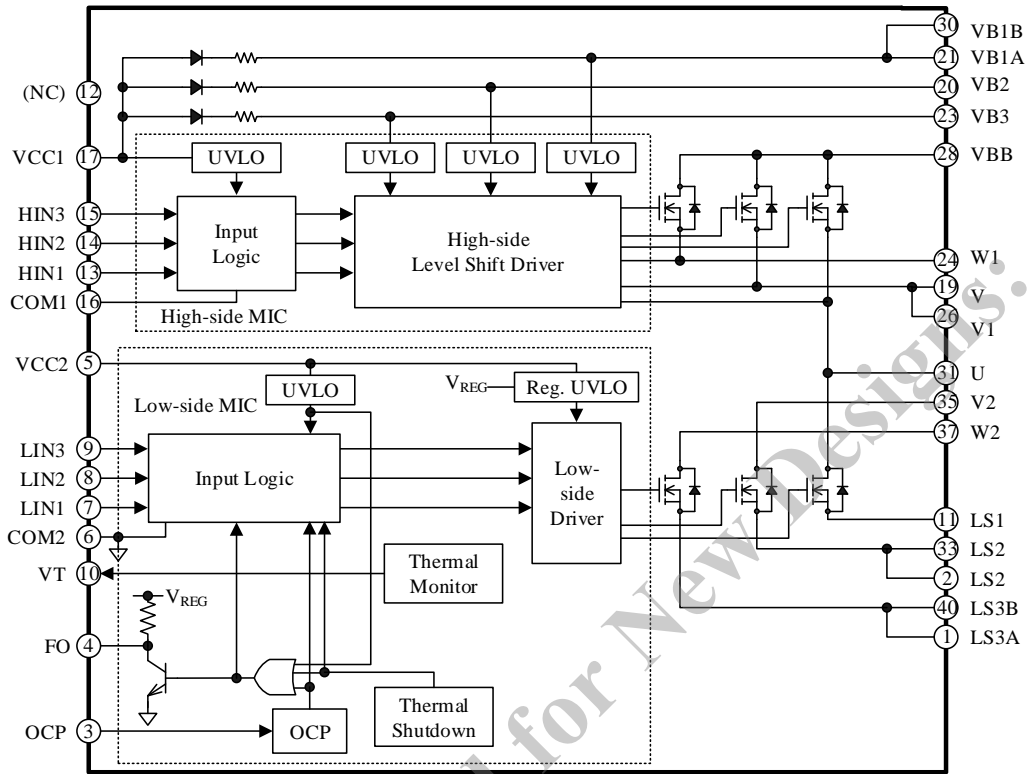 30 VB1B
21 VB1A
(NC) 12
20 VB2
23 VB3
VCC1 17
UVLO UVLO UVLO UVLO
28 VBB
HIN3 15
HIN2 14
HIN1 13
COM1 16
Input
Logic
High-side
Level Shift Driver
High-side MIC
24 W1
19 V
26 V1
VCC2 5
UVLO
VREG
Reg. UVLO
Low-side MIC
31 U
35 V2
37 W2
LIN3 9
LIN2 8
LIN1 7
COM2 6
Input Logic
Low-
side
Driver
11 LS1
33 LS2
2 LS2
40 LS3B
1 LS3A
VT 10
Thermal
Monitor
VREG
FO 4
Thermal
Shutdown
OCP 3
OCP
for New Designs: